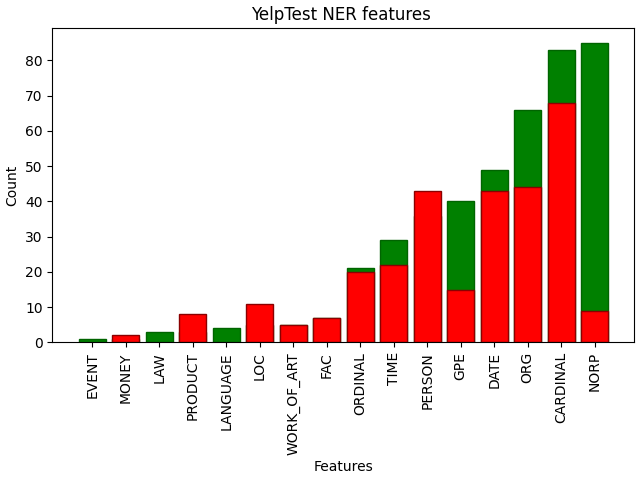 YelpTest NER features
Count
80
70
60
50
40
30
20
10
0
EVENT
MONEY
LAW
PRODUCT
LANGUAGE
LOC
WORK_OF_ART
FAC
ORDINAL
TIME
PERSON
GPE
DATE
ORG
CARDINAL
NORP
Features